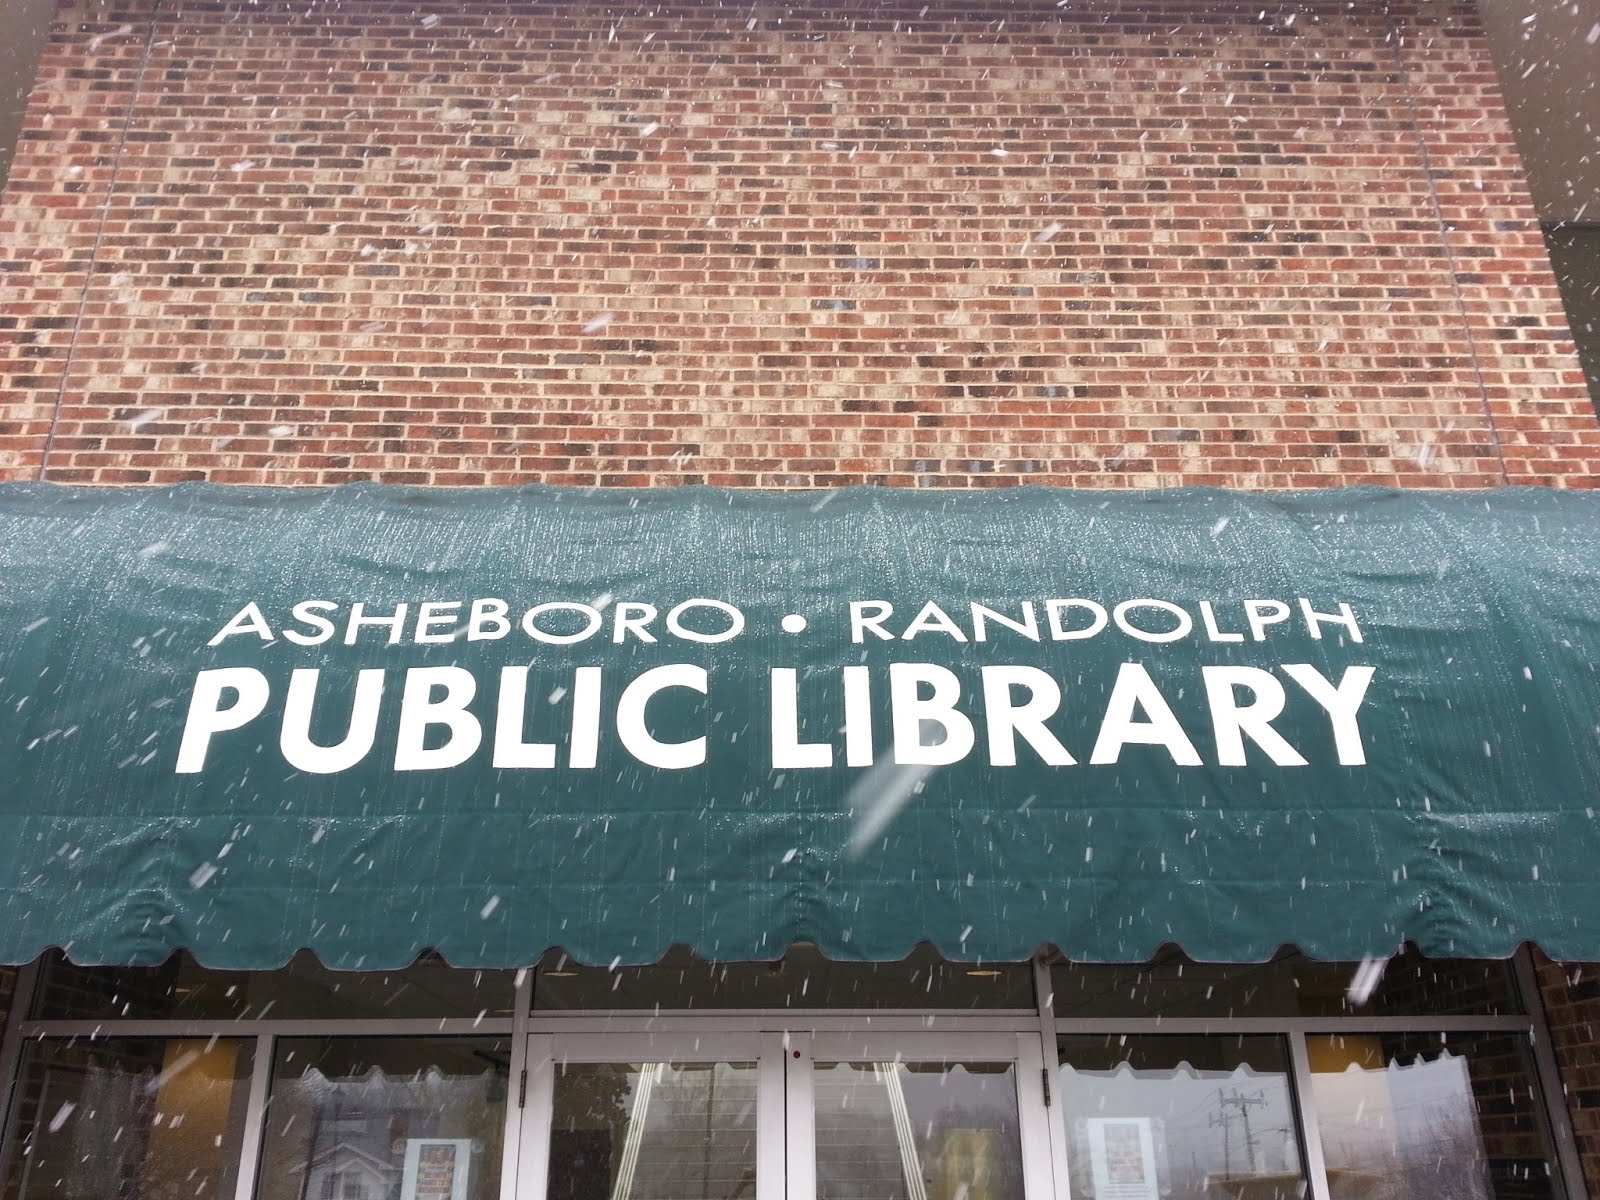 ASHEBORO • RANDOLPH
PUBLIC LIBRARY